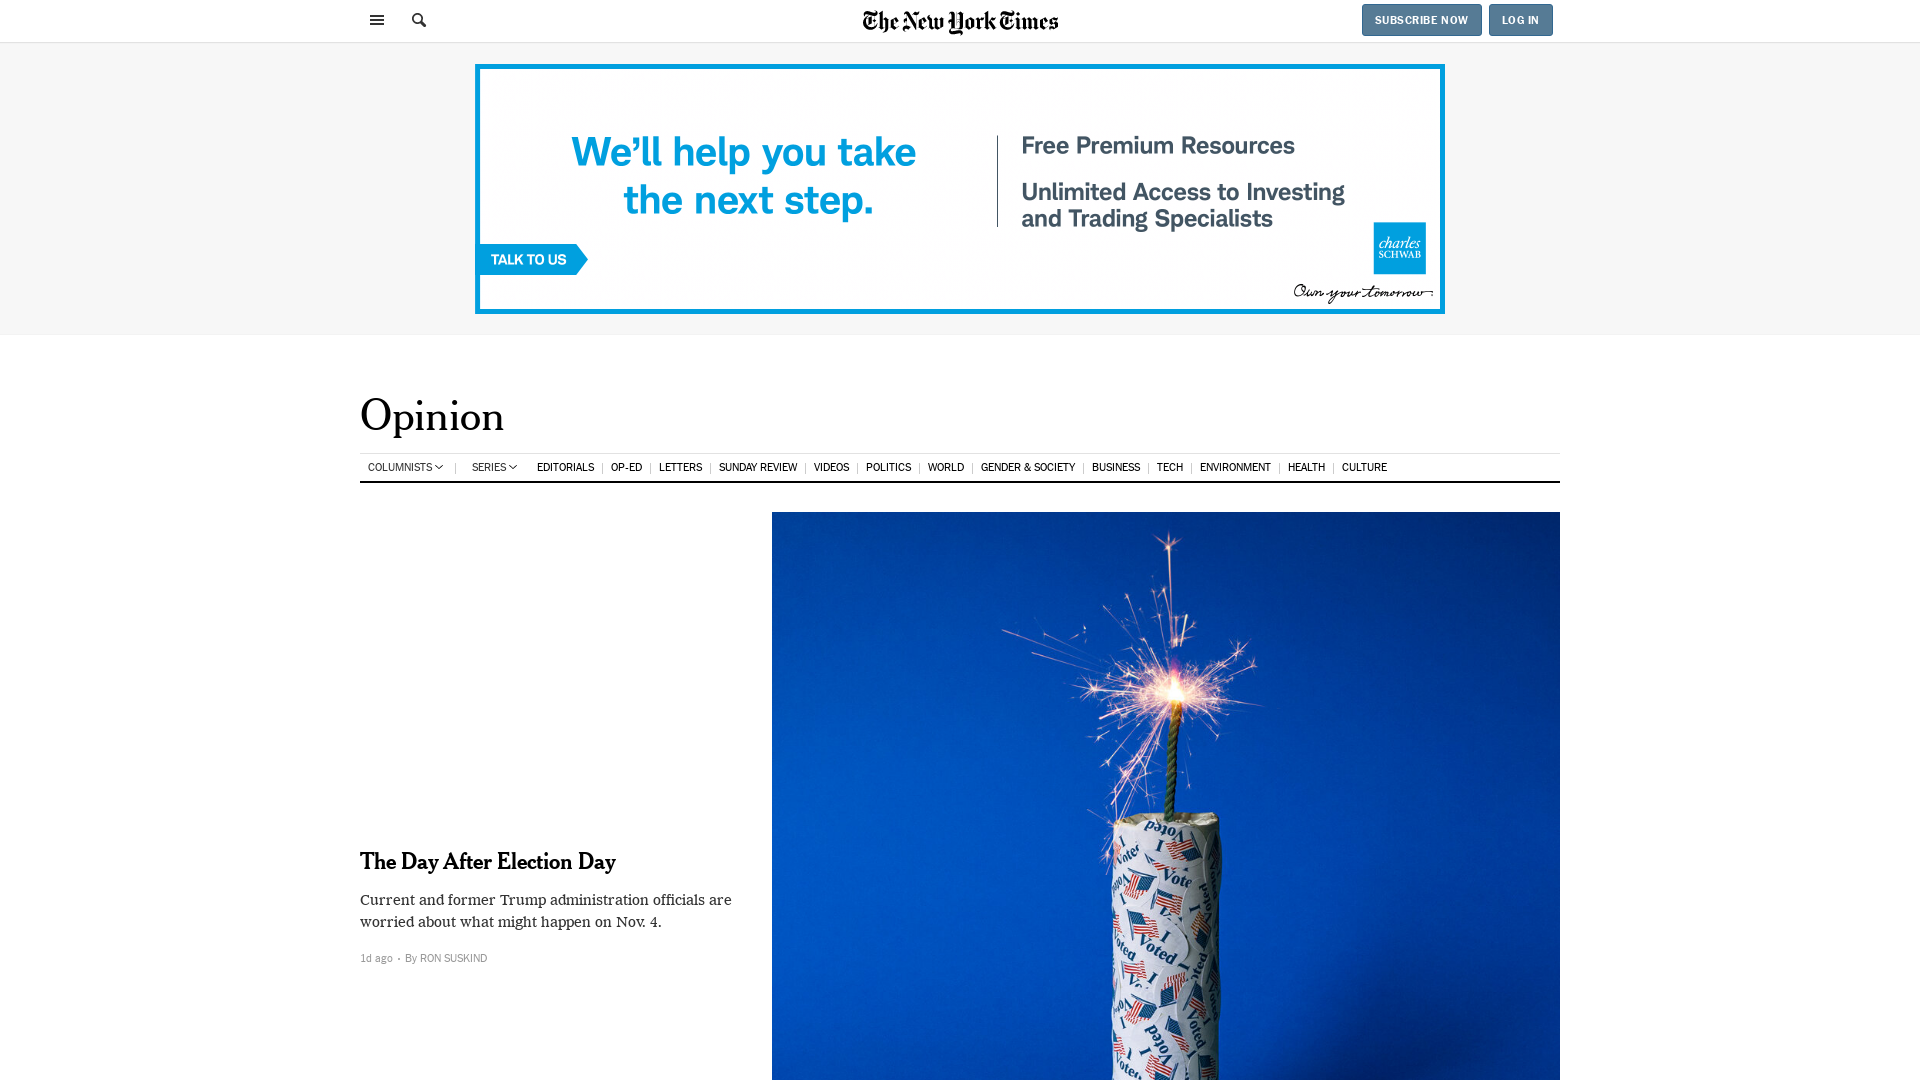 The New York Times
SUBSCRIBE NOW
LOG IN
We'll help you take
the next step.
Free Premium Resources
Unlimited Access to Investing
and Trading Specialists
TALK TO US
charles
SCHWAB
Own your tomorrow.
Opinion
COLUMNISTS SERIES EDITORIALS OP-ED LETTERS SUNDAY REVIEW VIDEOS POLITICS WORLD GENDER & SOCIETY BUSINESS TECH ENVIRONMENT HEALTH CULTURE
The Day After Election Day
Current and former Trump administration officials are
worried about what might happen on Nov. 4.
1d ago • By RON SUSKIND
I Voted
I Voted
I Voted
I Voted